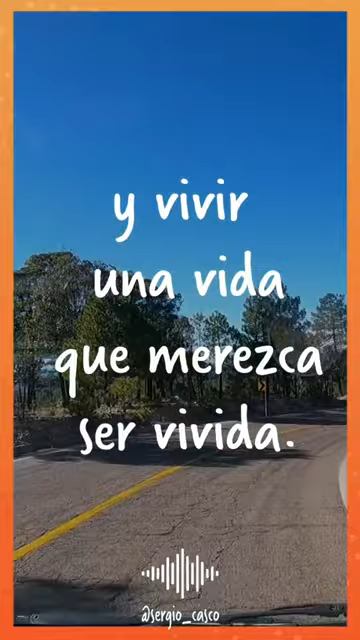 y vivir
una vida
que merezca
ser vivida.
@sergio_casco